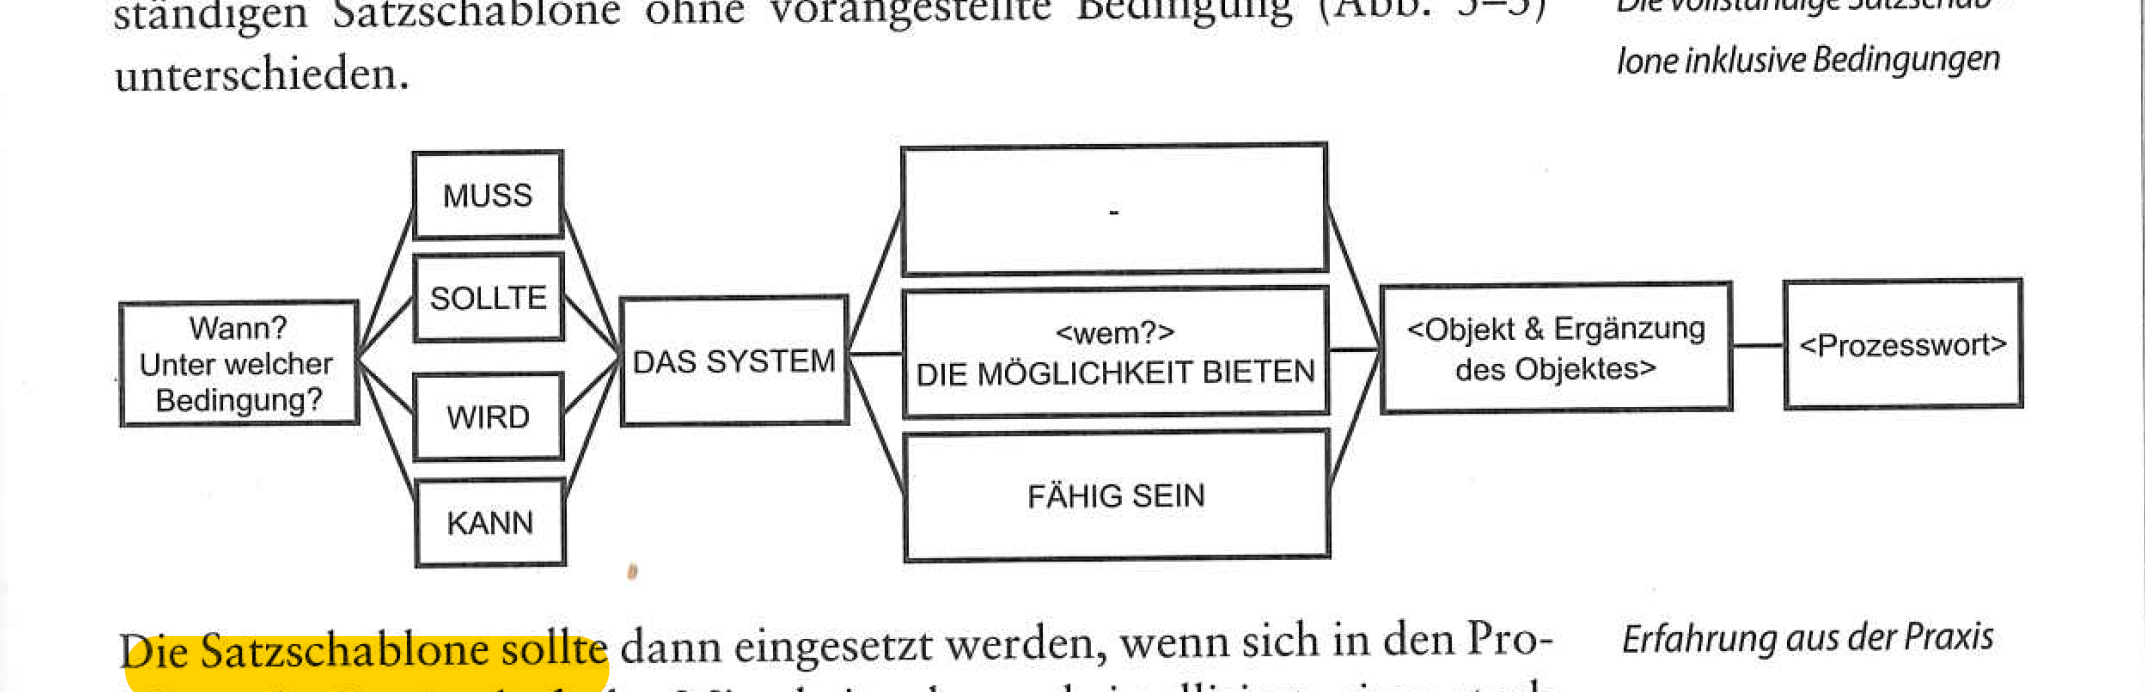 ständigen Satzschablone ohne vorangestellte Bedingung (Abb. 5–5)
unterschieden.
Die vollständige Satzschab-
lone inklusive Bedingungen
Wann?
Unter welcher
Bedingung?
MUSS
SOLLTE
WIRD
KANN
DAS SYSTEM
-
<wem?>
DIE MÖGLICHKEIT BIETEN
FÄHIG SEIN
<Objekt & Ergänzung
des Objektes>
<Prozesswort>
Die Satzschablone sollte dann eingesetzt werden, wenn sich in den Pro-
Erfahrung aus der Praxis